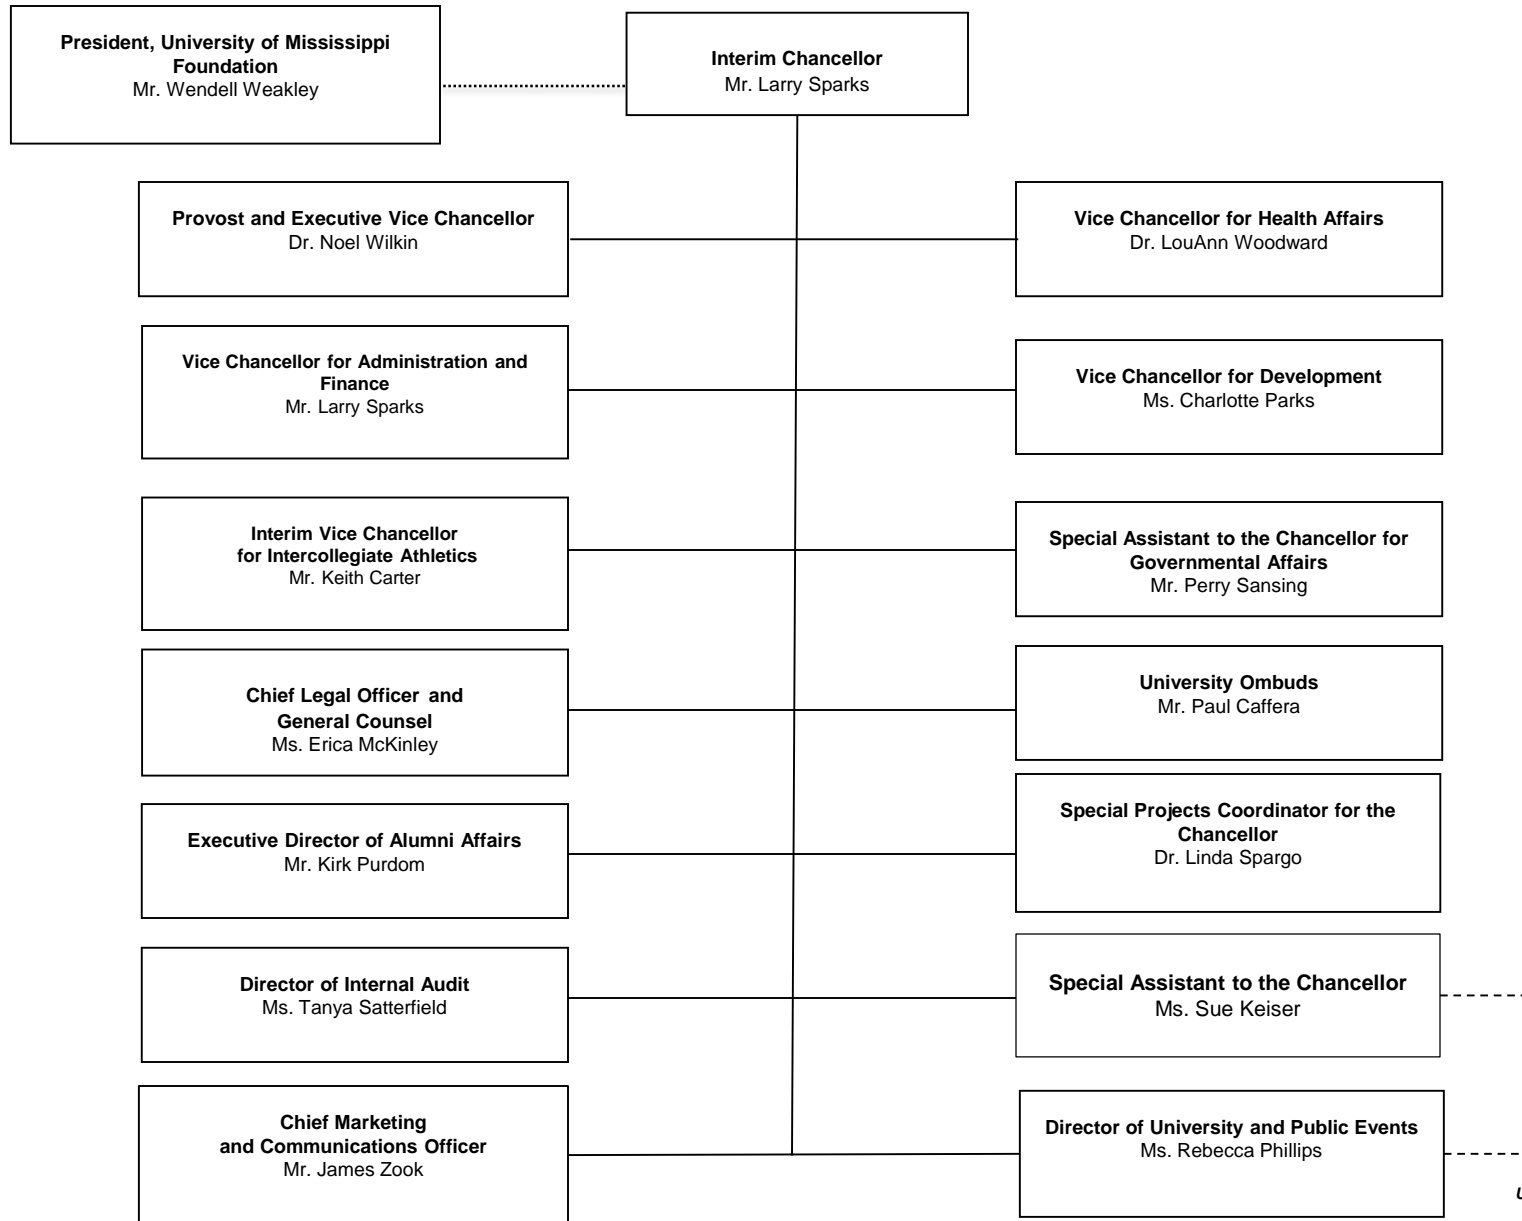 President, University of Mississippi
Foundation
Mr. Wendell Weakley
Interim Chancellor
Mr. Larry Sparks
Provost and Executive Vice Chancellor
Dr. Noel Wilkin
Vice Chancellor for Health Affairs
Dr. LouAnn Woodward
Vice Chancellor for Administration and
Finance
Mr. Larry Sparks
Vice Chancellor for Development
Ms. Charlotte Parks
Interim Vice Chancellor
for Intercollegiate Athletics
Mr. Keith Carter
Special Assistant to the Chancellor for
Governmental Affairs
Mr. Perry Sansing
Chief Legal Officer and
General Counsel
Ms. Erica McKinley
University Ombuds
Mr. Paul Caffera
Executive Director of Alumni Affairs
Mr. Kirk Purdom
Special Projects Coordinator for the
Chancellor
Dr. Linda Spargo
Director of Internal Audit
Ms. Tanya Satterfield
Special Assistant to the Chancellor
Ms. Sue Keiser
Chief Marketing
and Communications Officer
Mr. James Zook
Director of University and Public Events
Ms. Rebecca Phillips